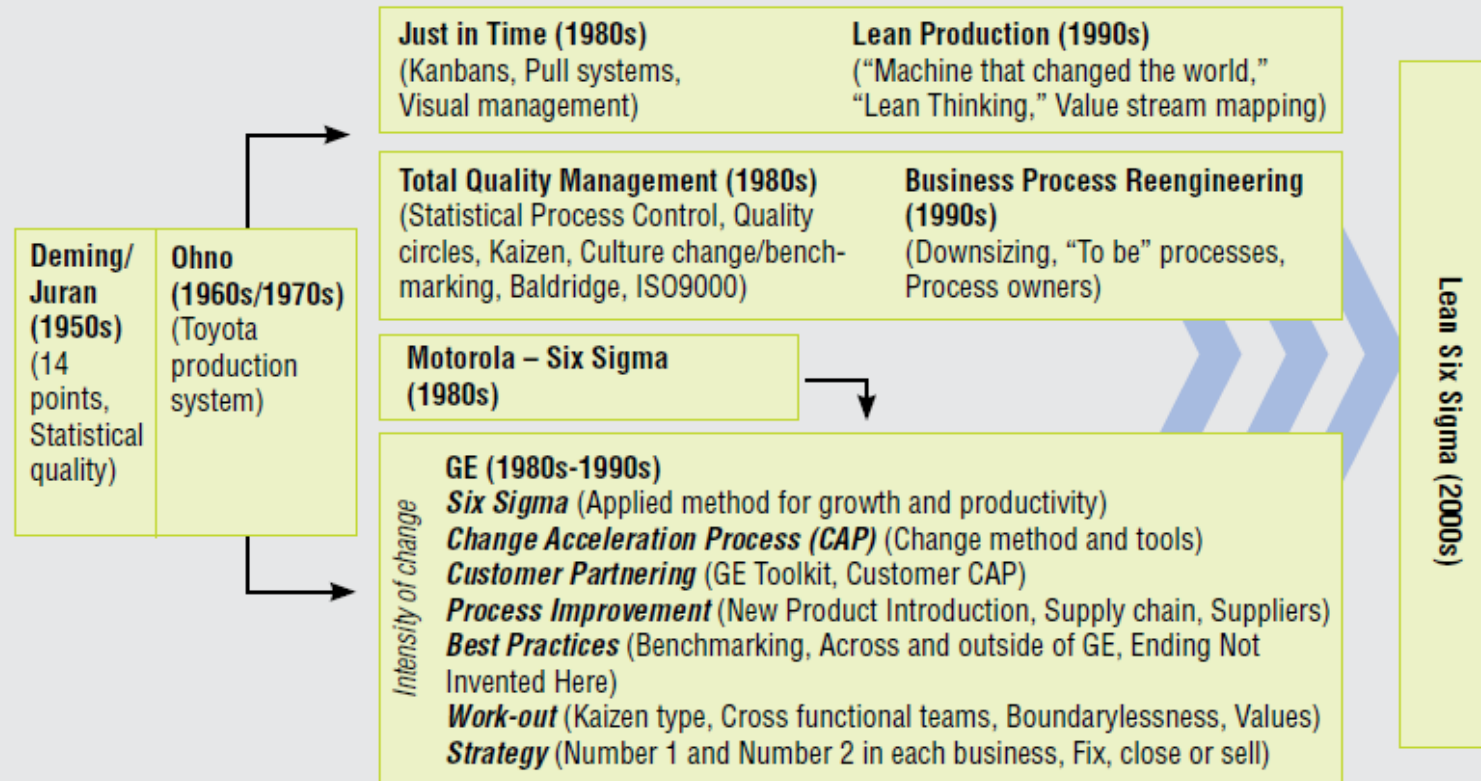 Just in Time (1980s)
(Kanbans, Pull systems,
Visual management)
Lean Production (1990s)
(“Machine that changed the world,”
“Lean Thinking,” Value stream mapping)
Total Quality Management (1980s)
(Statistical Process Control, Quality
circles, Kaizen, Culture change/bench-
marking, Baldridge, ISO9000)
Business Process Reengineering
(1990s)
(Downsizing, “To be” processes,
Process owners)
Deming/
Juran
(1950s)
(14
points,
Statistical
quality)
Ohno
(1960s/1970s)
(Toyota
production
system)
Motorola – Six Sigma
(1980s)
Intensity of change
GE (1980s-1990s)
Six Sigma (Applied method for growth and productivity)
Change Acceleration Process (CAP) (Change method and tools)
Customer Partnering (GE Toolkit, Customer CAP)
Process Improvement (New Product Introduction, Supply chain, Suppliers)
Best Practices (Benchmarking, Across and outside of GE, Ending Not
Invented Here)
Work-out (Kaizen type, Cross functional teams, Boundarylessness, Values)
Strategy (Number 1 and Number 2 in each business, Fix, close or sell)
Lean Six Sigma (2000s)